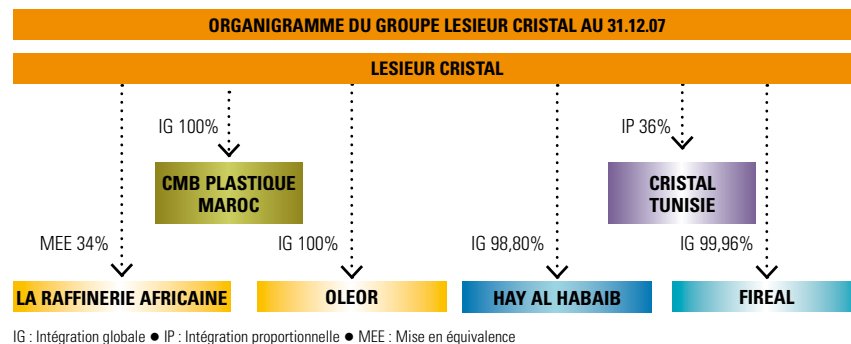 ORGANIGRAMME DU GROUPE LESIEUR CRISTAL AU 31.12.07
LESIEUR CRISTAL
IG 100%
IP 36%
CMB PLASTIQUE
MAROC
CRISTAL
TUNISIE
MEE 34%
IG 100%
IG 98,80%
IG 99,96%
LA RAFFINERIE AFRICAINE
OLEOR
HAY AL HABAIB
FIREAL
IG : Intégration globale ● IP : Intégration proportionnelle ● MEE : Mise en équivalence